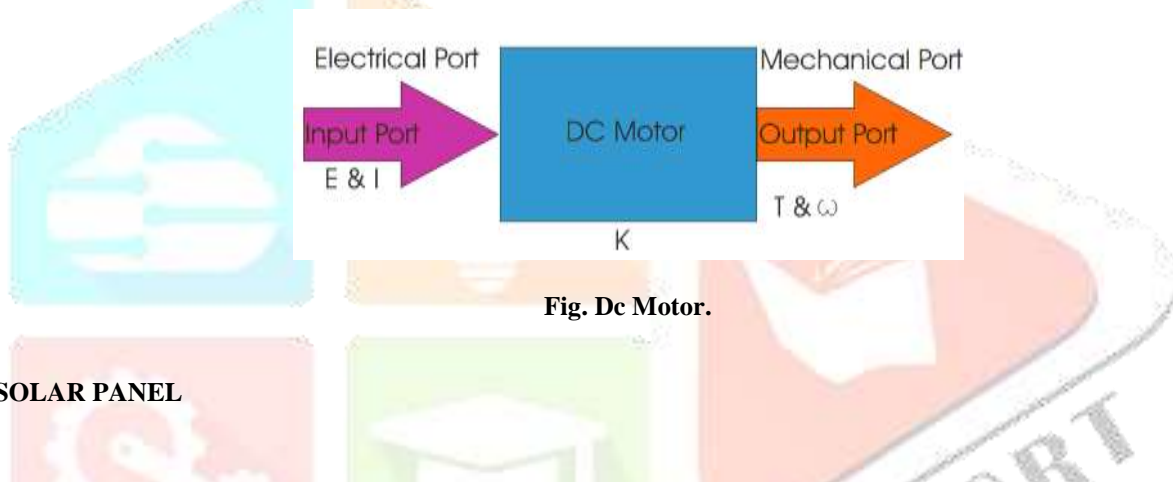 Electrical Port
Mechanical Port
Input Port
DC Motor
Output Port
E & I
T & ω
K
Fig. Dc Motor.
SOLAR PANEL